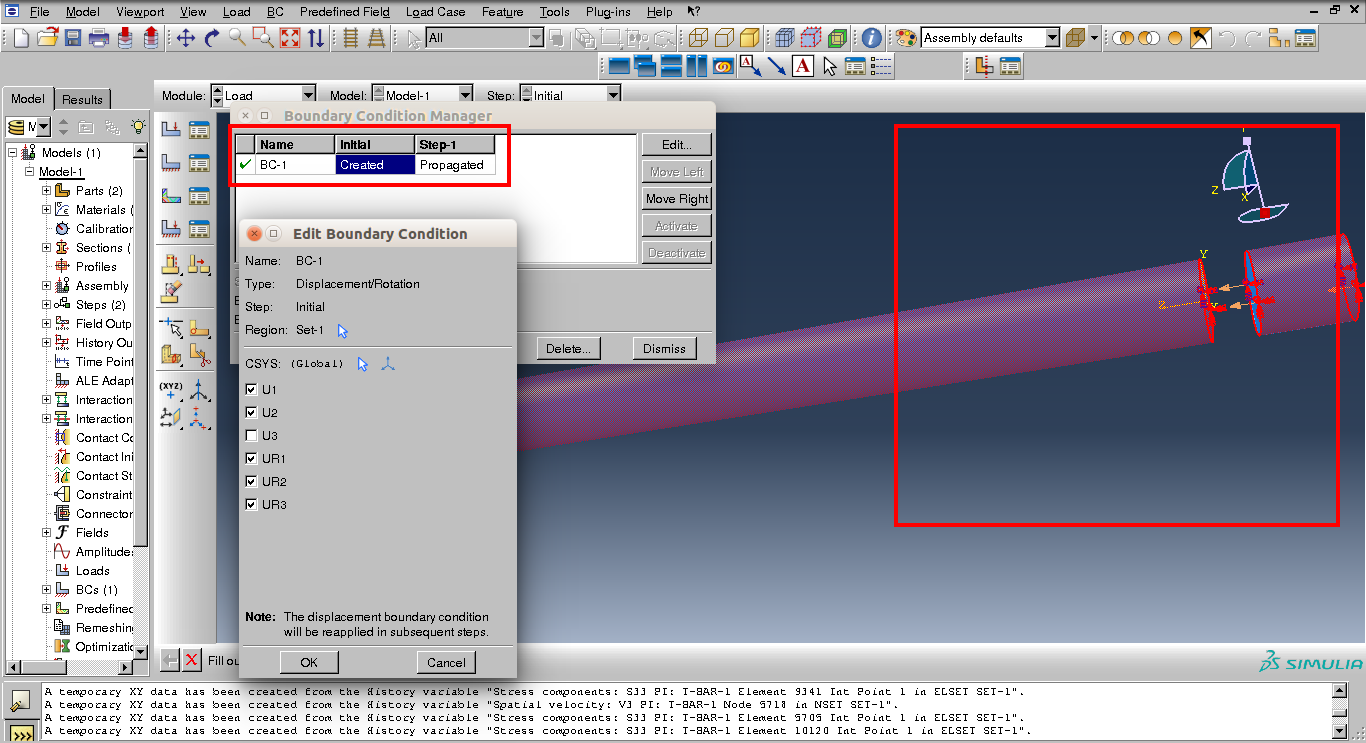 File Model Viewport View Load BC Predefined Field Load Case Feature Tools Plug-ins Help
All
Assembly defaults
A
A
Model Results
Module: Load Model: Model-1 Step: Initial
Boundary Condition Manager
Name Initial Step-1
BC-1 Created Propagated
Edit...
Move Left
Move Right
Activate
Deactivate
Delete... Dismiss
Models (1)
Model-1
Parts (2)
Materials (
Calibration
Sections (
Profiles
Assembly
Steps (2)
Field Outp
History Ou
Time Point
ALE Adap
Interaction
Interaction
Contact Co
Contact Ini
Contact St
Constraint
Connector
Fields
Amplitudes
Loads
BCs (1)
Predefined
Remeshing
Optimizatio
(XYZ)
Edit Boundary Condition
Name: BC-1
Type: Displacement/Rotation
Step: Initial
Region: Set-1
CSYS: (Global)
U1
U2
U3
UR1
UR2
UR3
Note: The displacement boundary condition
will be reapplied in subsequent steps.
OK Cancel
Fill ou
Z
X
Y
Z
SIMULIA
A temporary XY data has been created from the History variable "Stress components: S33 PI: T-BAR-1 Element 9341 Int Point 1 in ELSET SET-1".
A temporary XY data has been created from the History variable "Spatial velocity: V3 PI: T-BAR-1 Node 5718 in NSET SET-1".
A temporary XY data has been created from the History variable "Stress components: S33 PI: T-BAR-1 Element 5705 Int Point 1 in ELSET SET-1".
A temporary XY data has been created from the History variable "Stress components: S33 PI: T-BAR-1 Element 10120 Int Point 1 in ELSET SET-1".
>>>